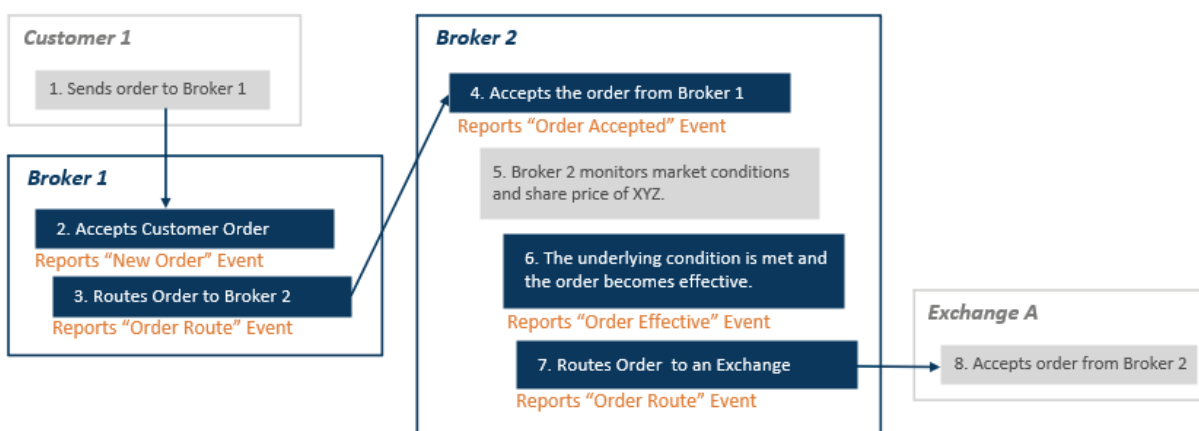 Customer 1
1. Sends order to Broker 1
Broker 1
2. Accepts Customer Order
Reports “New Order” Event
3. Routes Order to Broker 2
Reports “Order Route” Event
Broker 2
4. Accepts the order from Broker 1
Reports “Order Accepted” Event
5. Broker 2 monitors market conditions
and share price of XYZ.
6. The underlying condition is met and
the order becomes effective.
Reports “Order Effective” Event
7. Routes Order to an Exchange
Reports “Order Route” Event
Exchange A
8. Accepts order from Broker 2